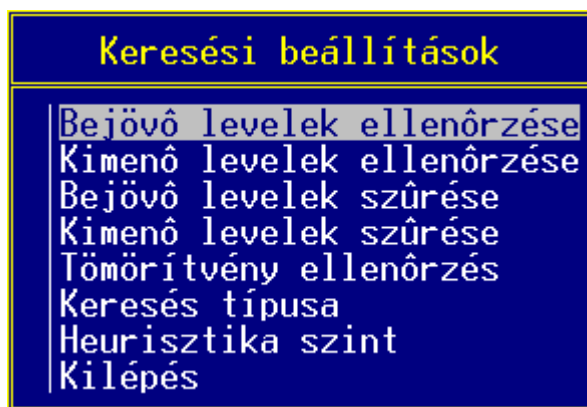 Keresési beállítások
Bejövô levelek ellenôrzése
Kimenô levelek ellenôrzése
Bejövô levelek szûrése
Kimenô levelek szûrése
Tömörítvény ellenôrzés
Keresés típusa
Heurisztika szint
Kilépés